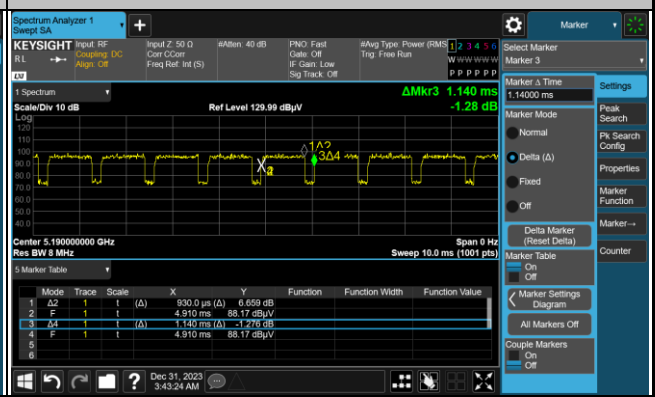 Spectrum Analyzer 1
Swept SA
Marker
KEYSIGHT
Input: RF
Coupling: DC
Align: Off
Input Z: 50 Ω
Corr CCorr
Freq Ref: Int (S)
#Atten: 40 dB
PNO: Fast
Gate: Off
IF Gain: Low
Sig Track: Off
#Avg Type: Power (RMS
Trig: Free Run
1 2 3 4 5 6
W W W W W W
P P P P P P
R L
LXI
Select Marker
Marker 3
1 Spectrum
ΔMkr3 1.140 ms
-1.28 dB
Scale/Div 10 dB
Ref Level 129.99 dBµV
Log
120
110
100
90.0
80.0
70.0
60.0
50.0
40.0
1Δ2
3Δ4
Center 5.190000000 GHz
Res BW 8 MHz
Span 0 Hz
Sweep 10.0 ms (1001 pts)
5 Marker Table
Mode Trace Scale X Y Function Function Width Function Value
1 Δ2 1 t (Δ) 930.0 µs (Δ) 6.659 dB
2 F 1 t 4.910 ms 88.17 dBµV
3 Δ4 1 t (Δ) 1.140 ms (Δ) -1.276 dB
4 F 1 t 4.910 ms 88.17 dBµV
5
6
Marker Δ Time
1.14000 ms
Marker Mode
Normal
Delta (Δ)
Fixed
Off
Delta Marker
(Reset Delta)
Marker Table
On
Off
Marker Settings
Diagram
All Markers Off
Couple Markers
On
Off
Settings
Peak
Search
Pk Search
Config
Properties
Marker
Function
Marker→
Counter
Dec 31, 2023
3:43:24 AM